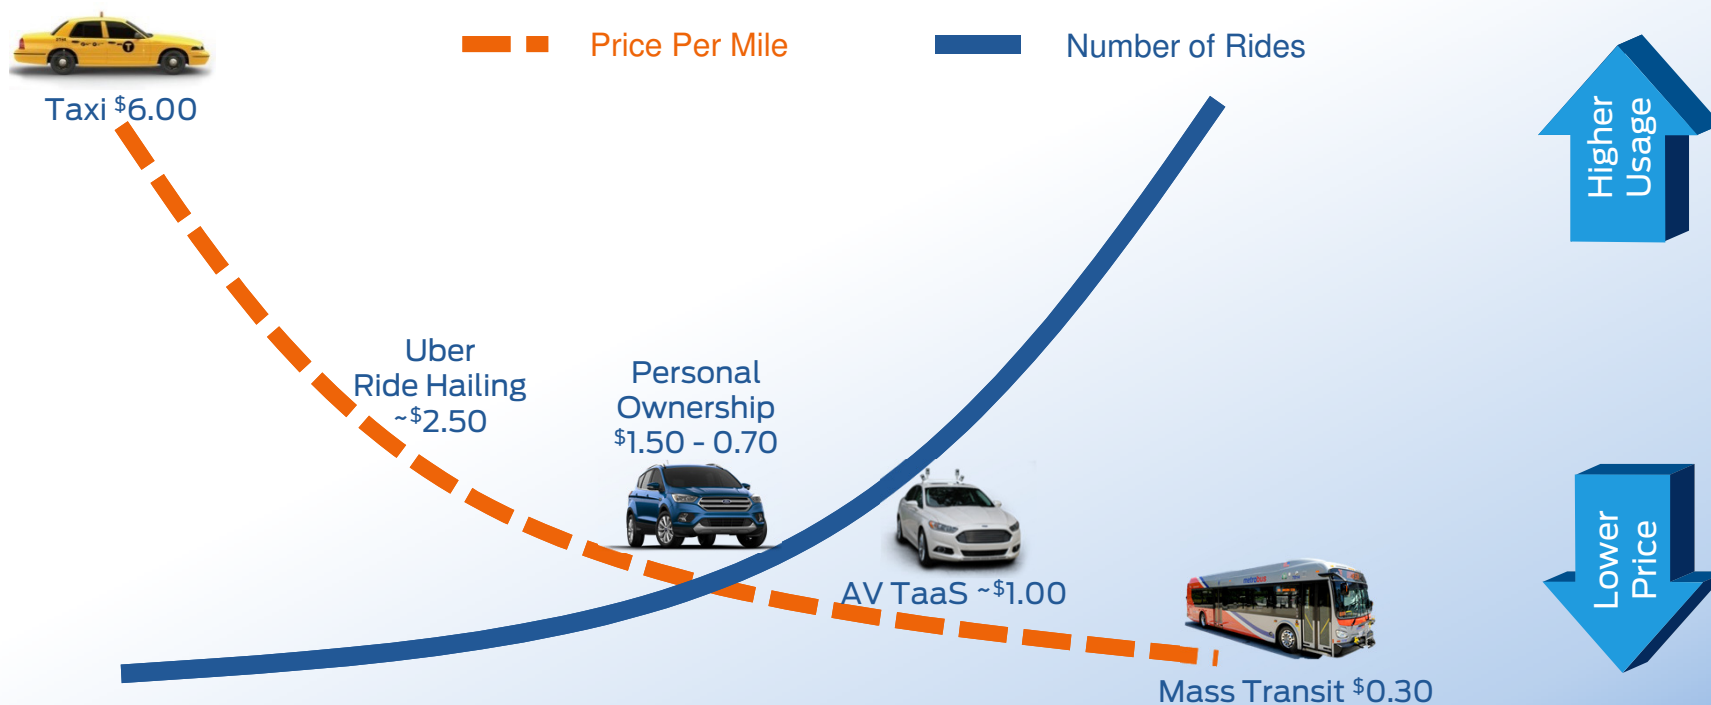 Price Per Mile
Number of Rides
Taxi $6.00
Higher
Usage
Uber
Ride Hailing
~$2.50
Personal
Ownership
$1.50 - 0.70
AV TaaS ~$1.00
Lower
Price
metrobus
Mass Transit $0.30
T